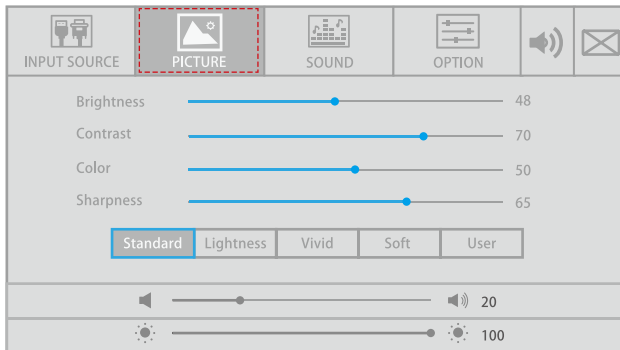 INPUT SOURCE PICTURE SOUND OPTION
Brightness 48
Contrast 70
Color 50
Sharpness 65
Standard Lightness Vivid Soft User
20
100